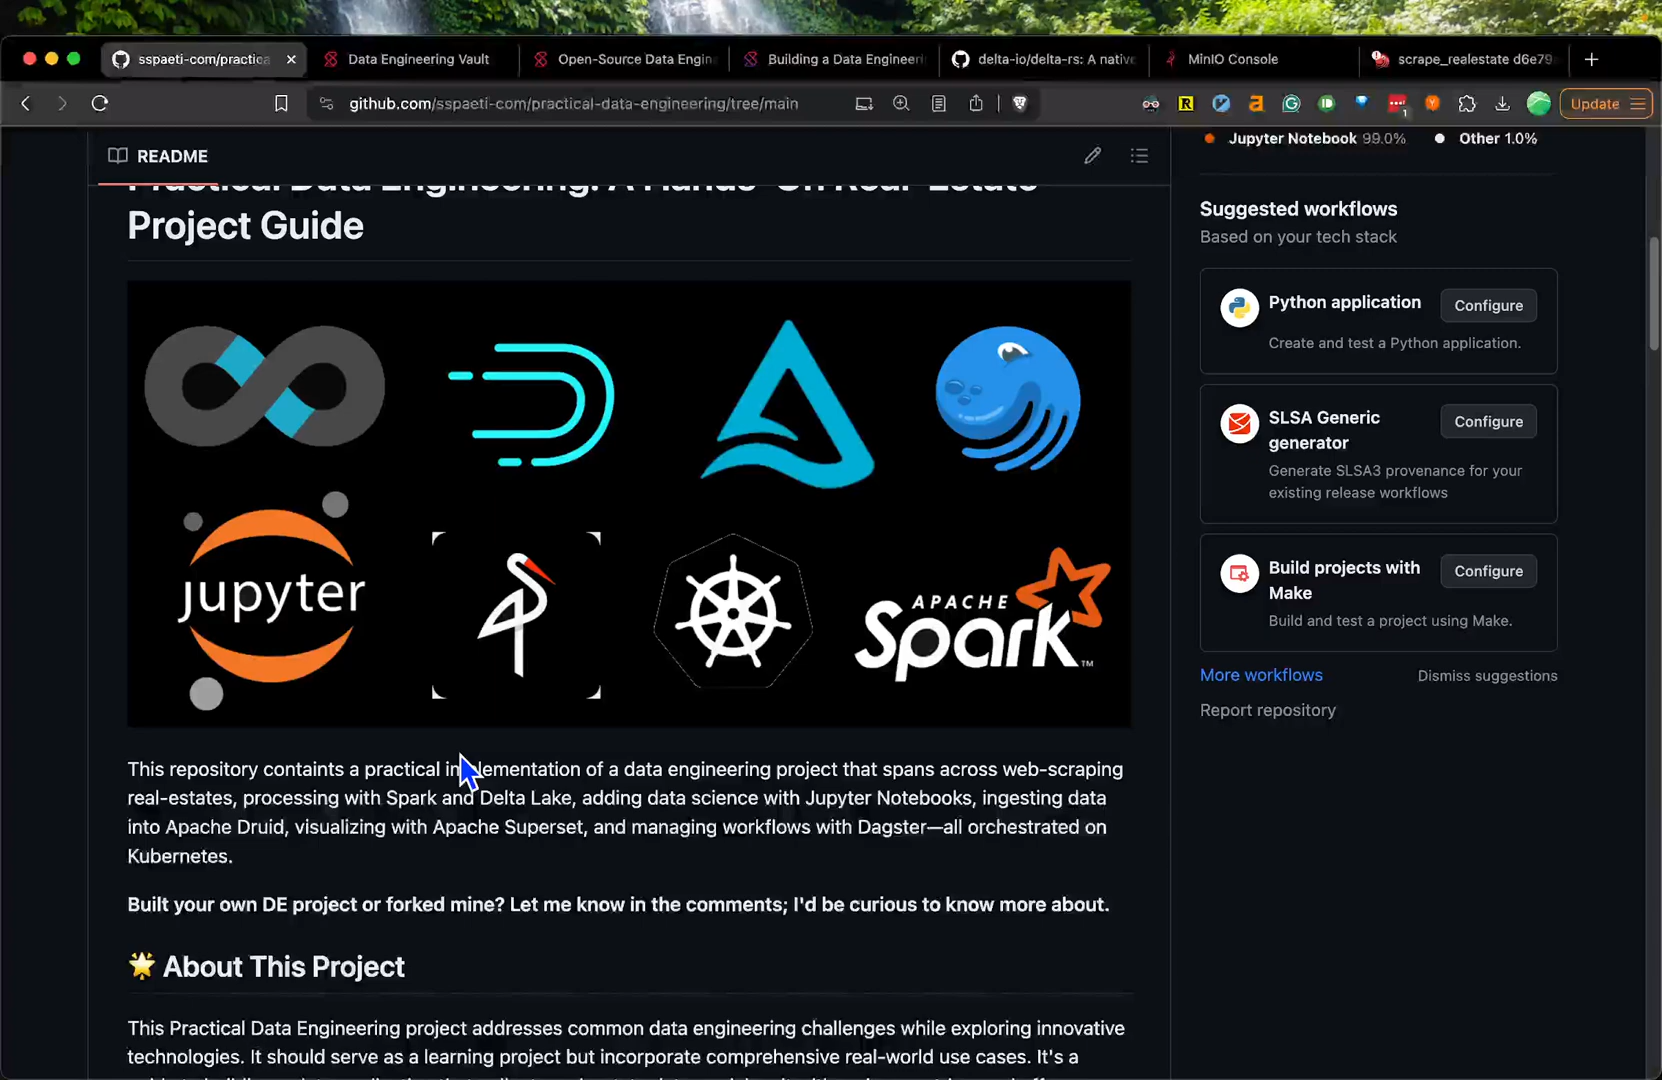 sspaeti-com/practica
Data Engineering Vault
Open-Source Data Engin
Building a Data Engineeri
delta-io/delta-rs: A native
MinIO Console
scrape_realestate d6e79
github.com/sspaeti-com/practical-data-engineering/tree/main
1
Update
README
Practical Data Engineering: A Hands-On Real-Estate
Project Guide
jupyter
APACHE
Spark™
This repository containts a practical implementation of a data engineering project that spans across web-scraping
real-estates, processing with Spark and Delta Lake, adding data science with Jupyter Notebooks, ingesting data
into Apache Druid, visualizing with Apache Superset, and managing workflows with Dagster—all orchestrated on
Kubernetes.
Built your own DE project or forked mine? Let me know in the comments; I'd be curious to know more about.
About This Project
This Practical Data Engineering project addresses common data engineering challenges while exploring innovative
technologies. It should serve as a learning project but incorporate comprehensive real-world use cases. It's a
Jupyter Notebook 99.0%
Other 1.0%
Suggested workflows
Based on your tech stack
Python application
Configure
Create and test a Python application.
SLSA Generic
generator
Configure
Generate SLSA3 provenance for your
existing release workflows
Build projects with
Make
Configure
Build and test a project using Make.
More workflows
Dismiss suggestions
Report repository